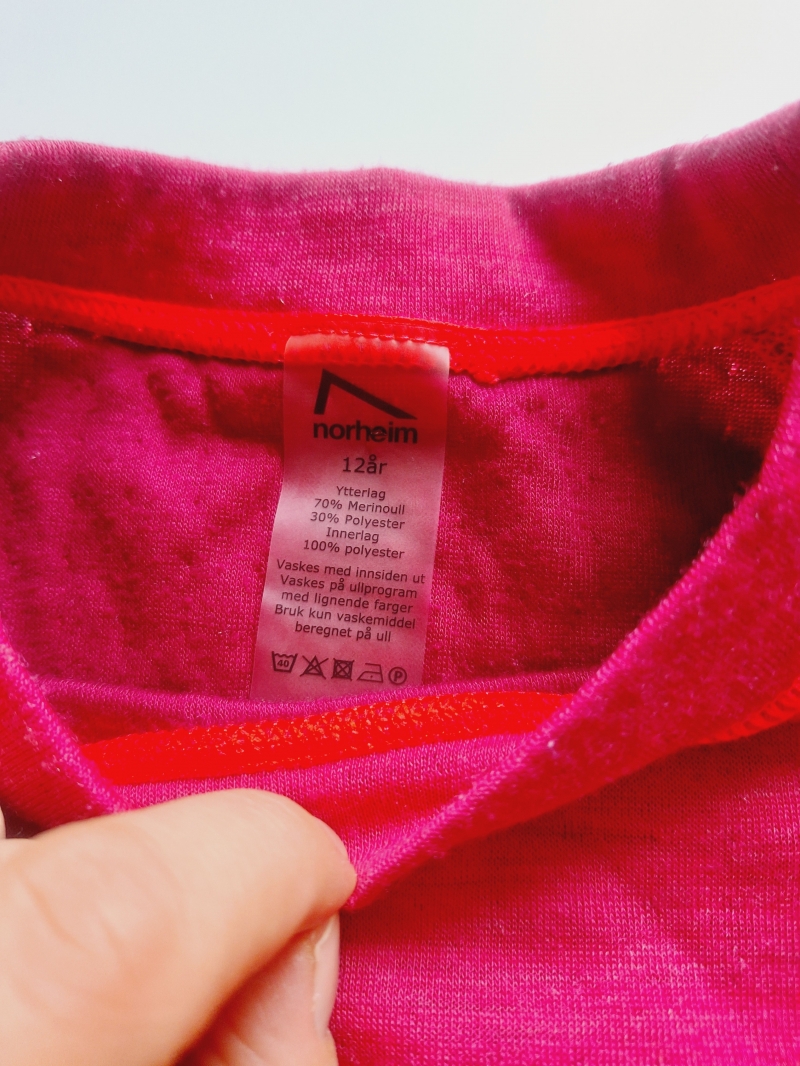 norheim
12år
Ytterlag
70% Merinoull
30% Polyester
Innerlag
100% polyester
Vaskes med innsiden ut
Vaskes på ullprogram
med lignende farger
Bruk kun vaskemiddel
beregnet på ull
40 P